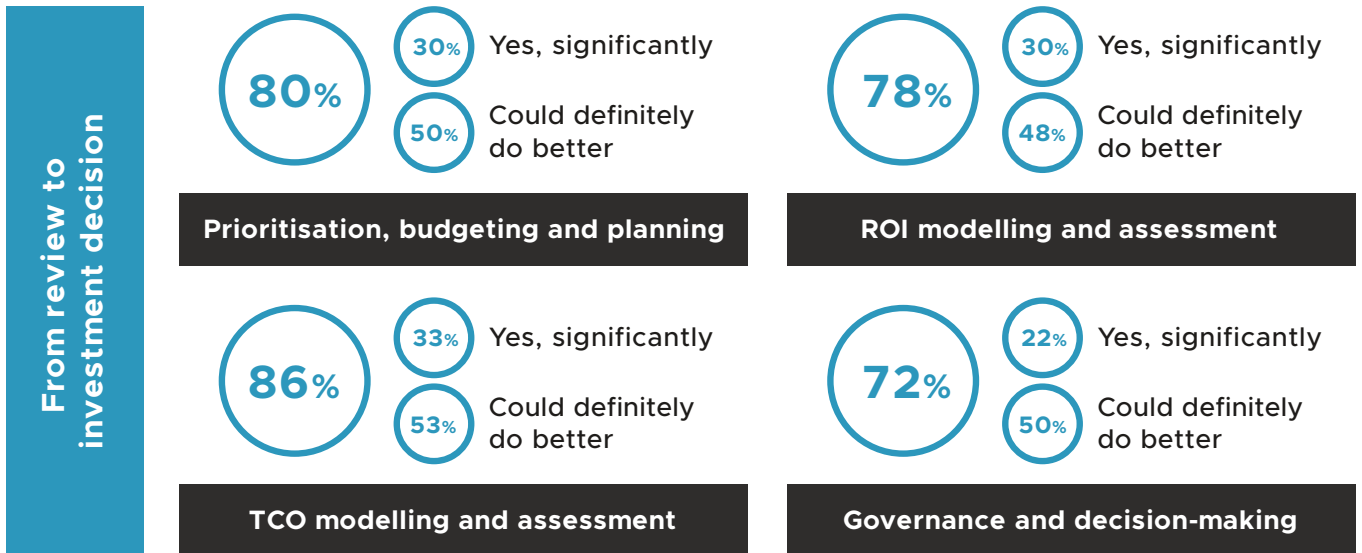 From review to
investment decision
80%
30%
Yes, significantly
50%
Could definitely
do better
Prioritisation, budgeting and planning
78%
30%
Yes, significantly
48%
Could definitely
do better
ROI modelling and assessment
86%
33%
Yes, significantly
53%
Could definitely
do better
TCO modelling and assessment
72%
22%
Yes, significantly
50%
Could definitely
do better
Governance and decision-making